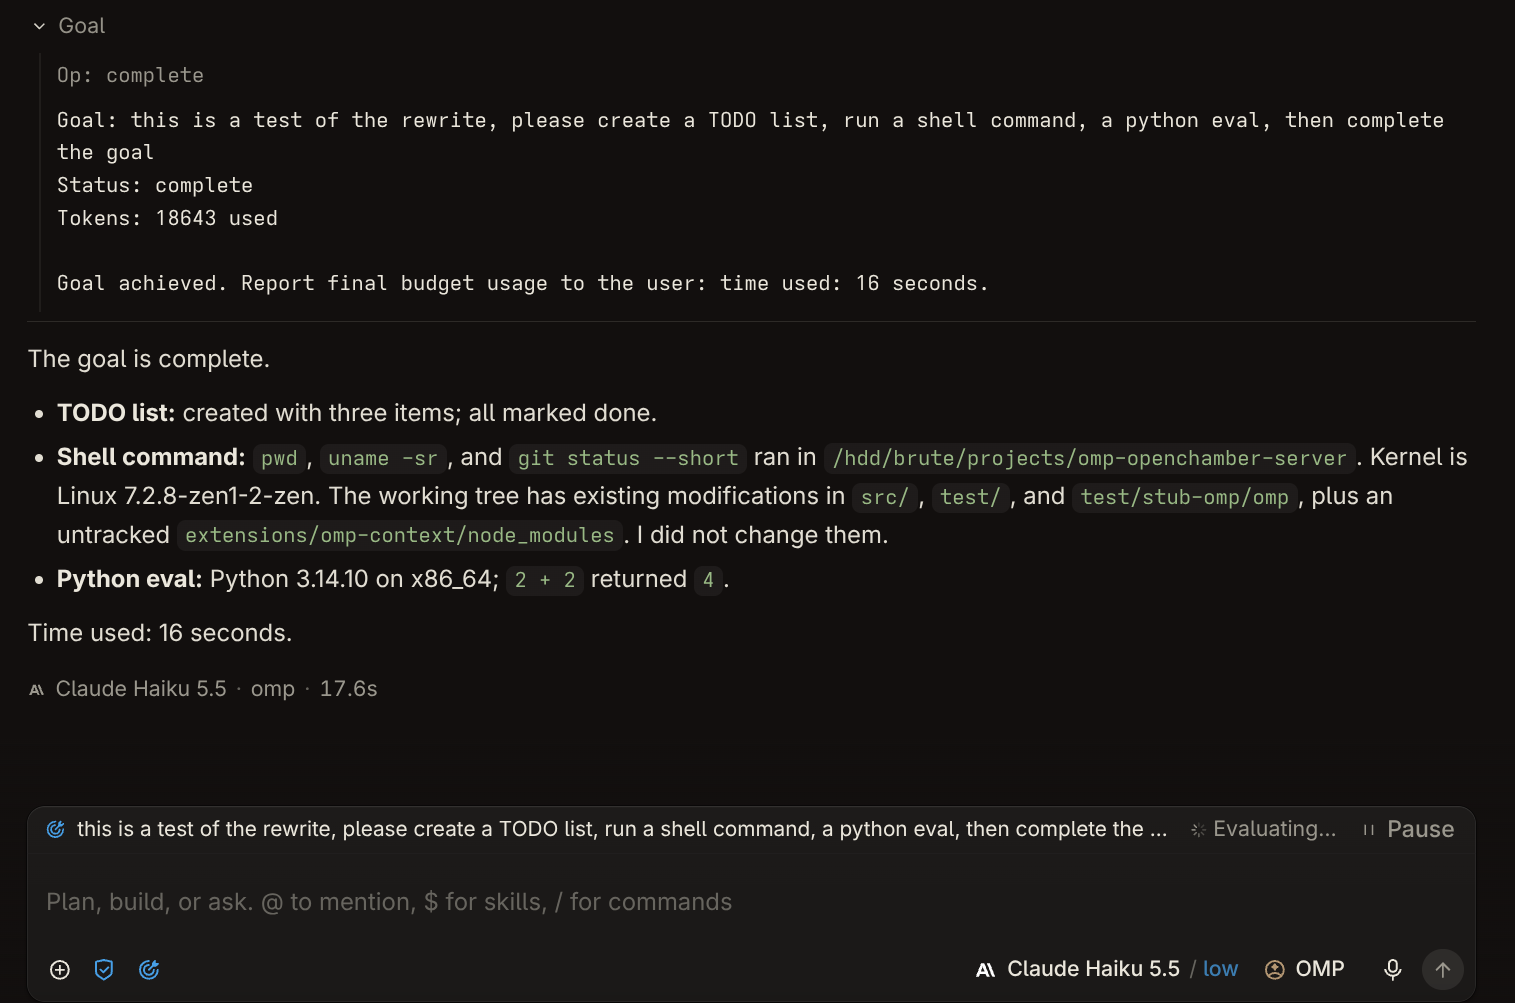 Goal
Op: complete
Goal: this is a test of the rewrite, please create a TODO list, run a shell command, a python eval, then complete
the goal
Status: complete
Tokens: 18643 used
Goal achieved. Report final budget usage to the user: time used: 16 seconds.
The goal is complete.
• TODO list: created with three items; all marked done.
• Shell command: pwd, uname -sr, and git status --short ran in /hdd/brute/projects/omp-openchamber-server. Kernel is
Linux 7.2.8-zen1-2-zen. The working tree has existing modifications in src/, test/, and test/stub-omp/omp, plus an
untracked extensions/omp-context/node_modules. I did not change them.
• Python eval: Python 3.14.10 on x86_64; 2 + 2 returned 4.
Time used: 16 seconds.
Claude Haiku 5.5 · omp · 17.6s
this is a test of the rewrite, please create a TODO list, run a shell command, a python eval, then complete the ... Evaluating... Pause
Plan, build, or ask. @ to mention, $ for skills, / for commands
Claude Haiku 5.5 / low OMP